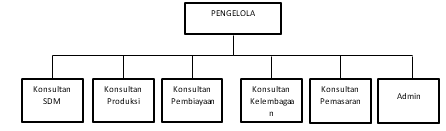 PENGELOLA
Konsultan
SDM
Konsultan
Produksi
Konsultan
Pembiayaan
Konsultan
Kelembagaa
n
Konsultan
Pemasaran
Admin